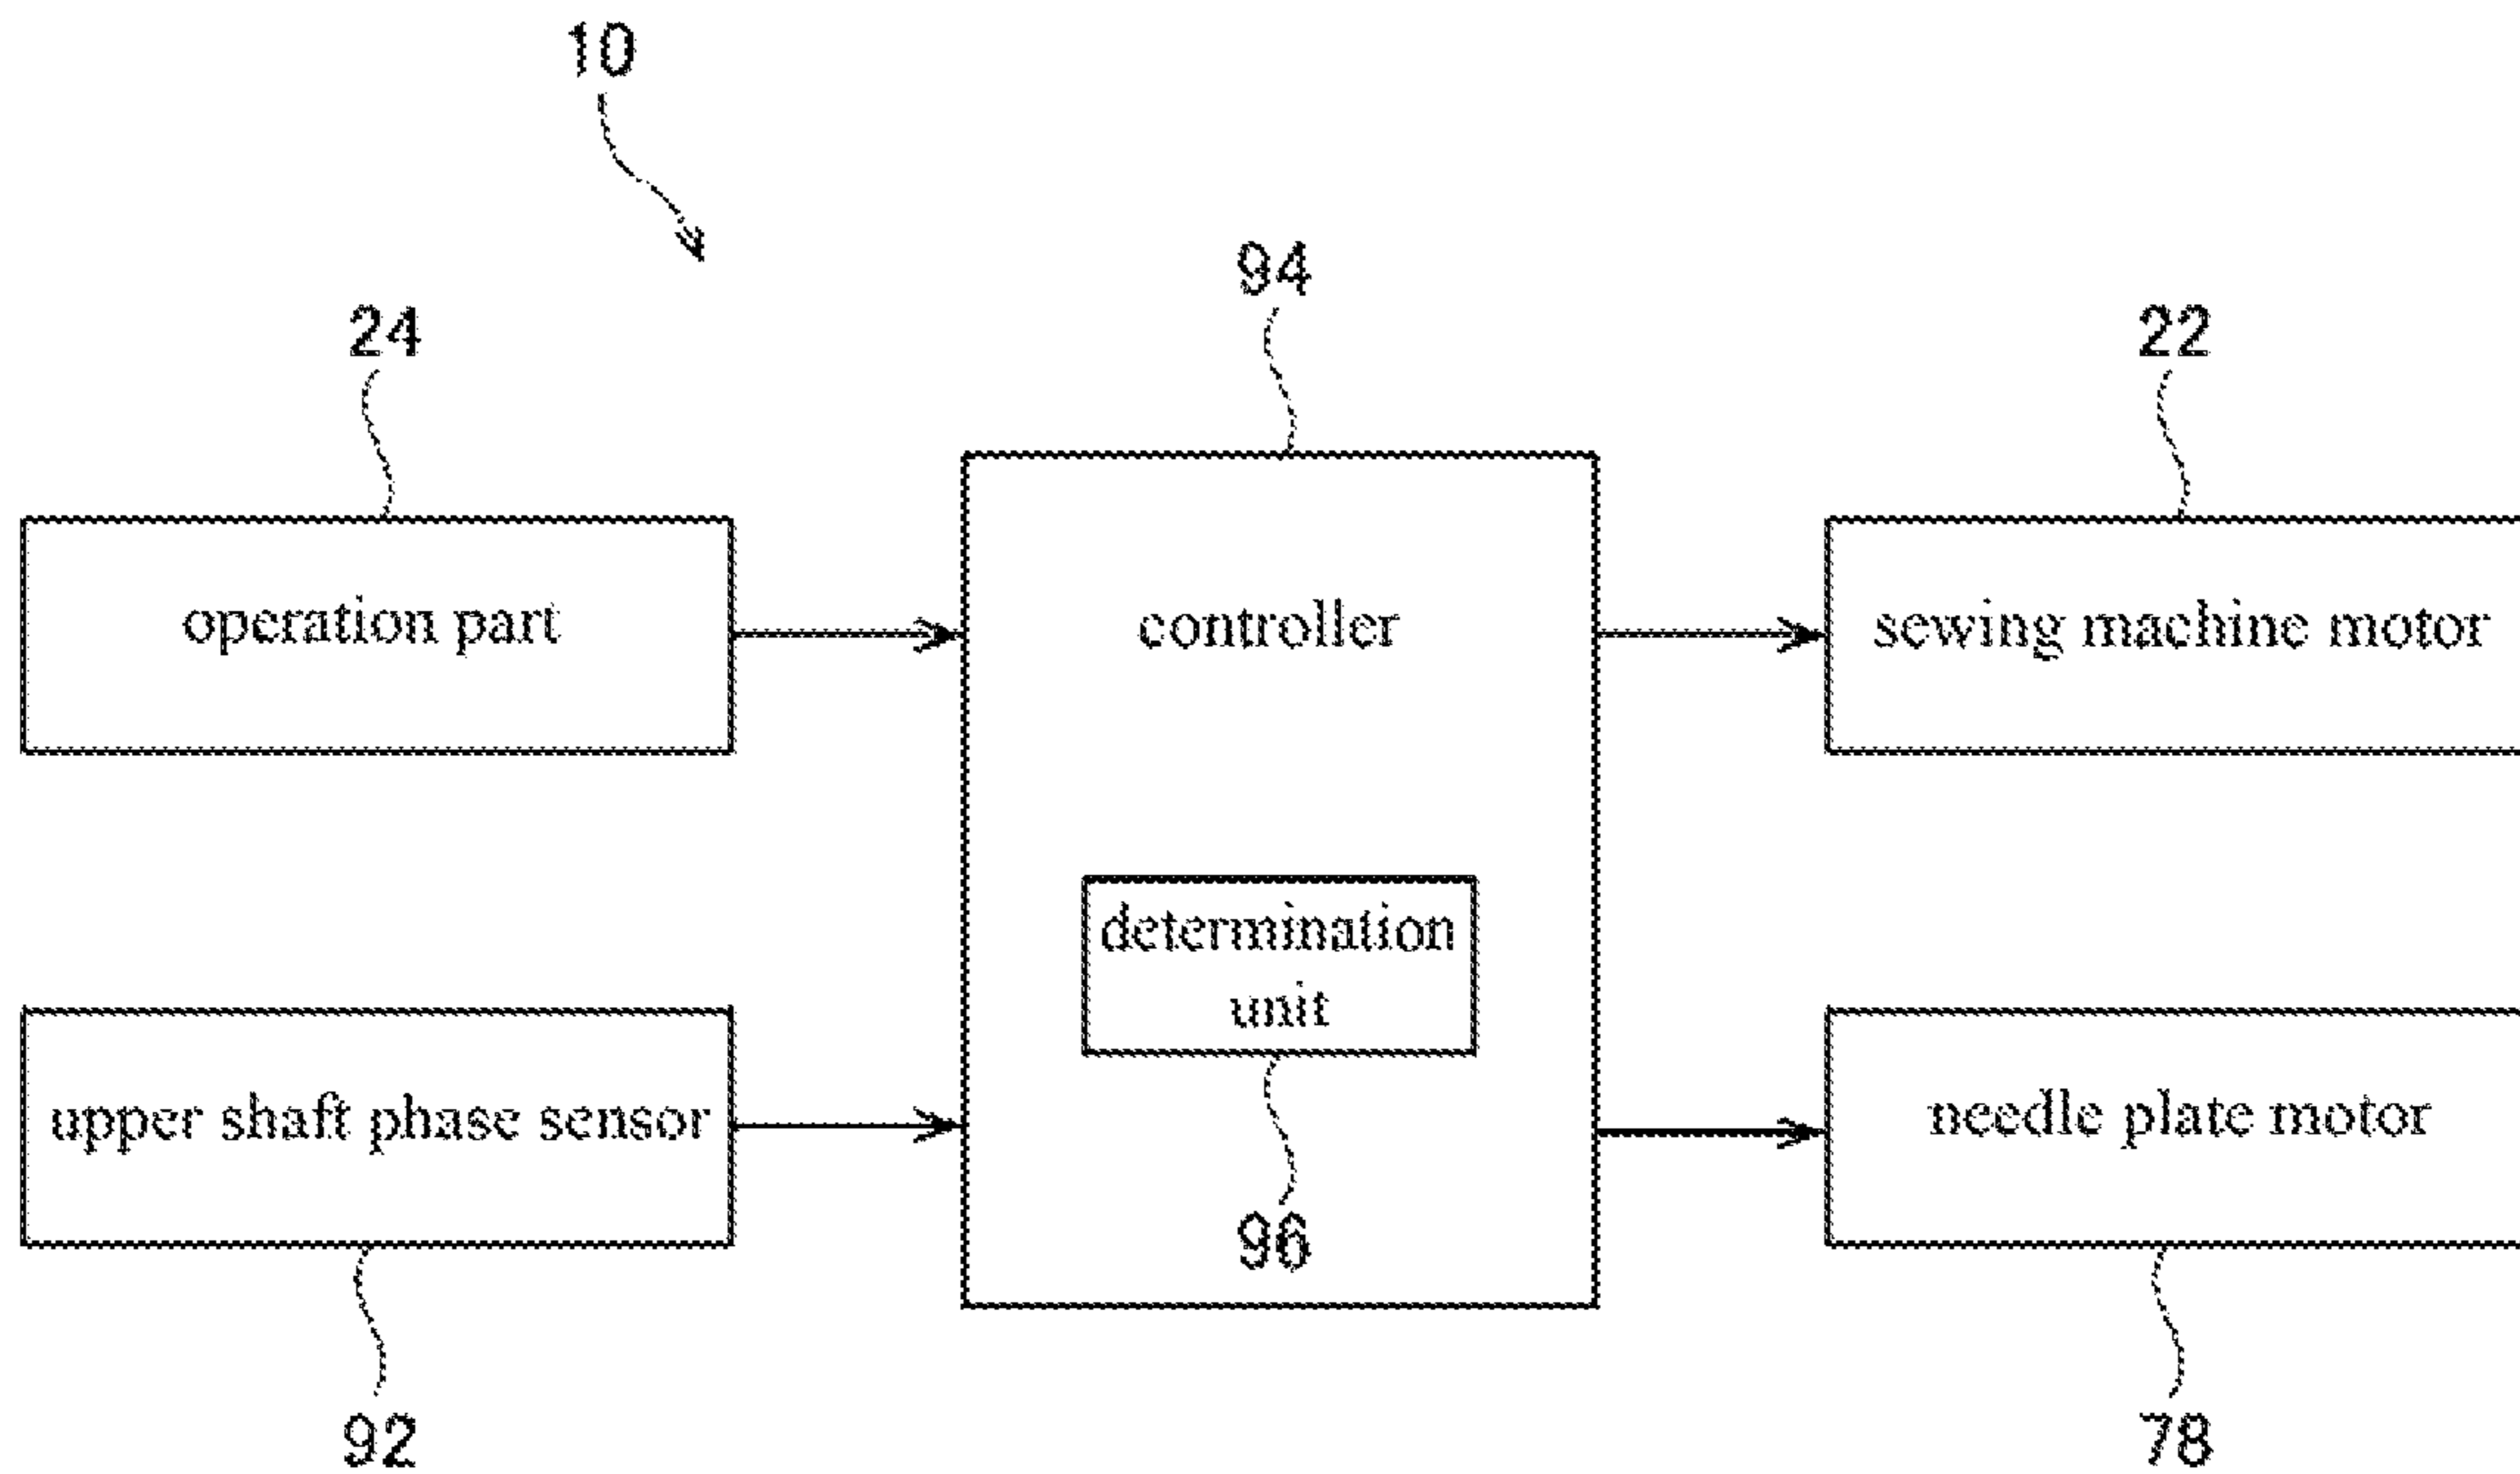 10
94
24
22
operation part
controller
sewing machine motor
determination
unit
upper shaft phase sensor
needle plate motor
96
92
78